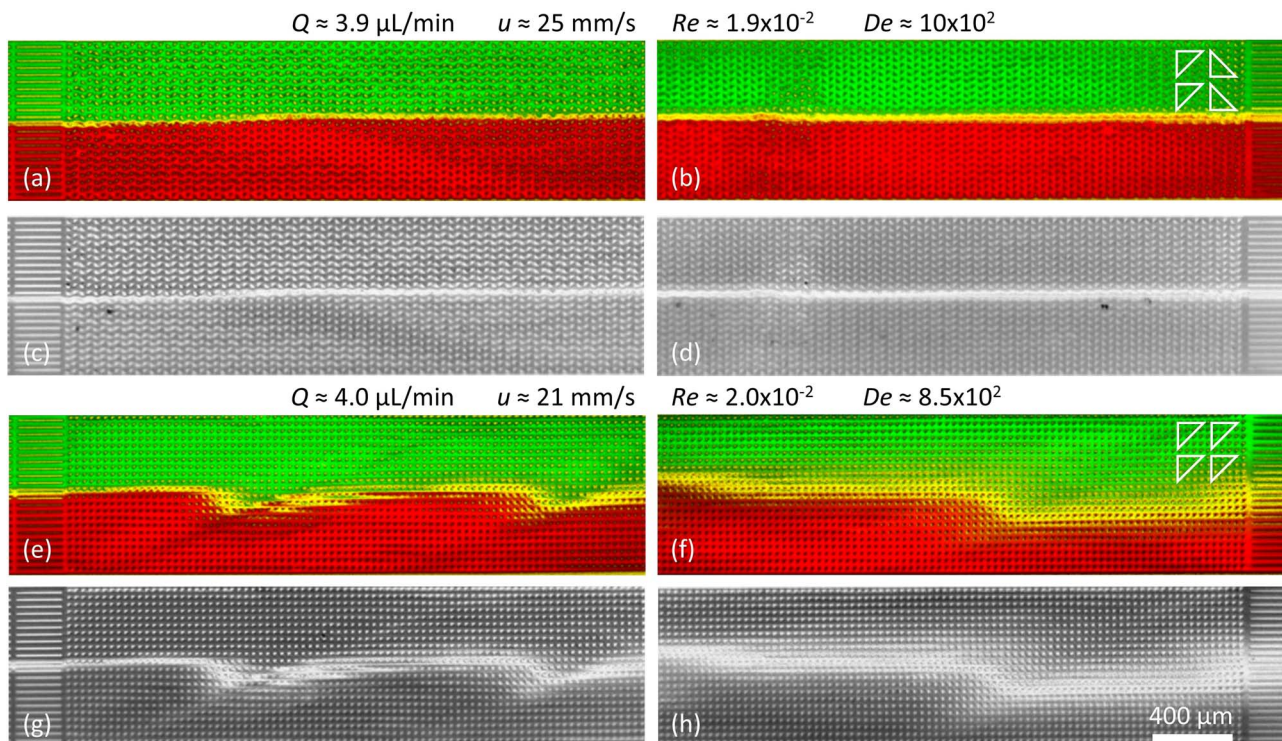 Q ≈ 3.9 µL/min u ≈ 25 mm/s Re ≈ 1.9x10⁻² De ≈ 10x10²
(a) (b)
(c) (d)
Q ≈ 4.0 µL/min u ≈ 21 mm/s Re ≈ 2.0x10⁻² De ≈ 8.5x10²
(e) (f)
400 µm
(g) (h)